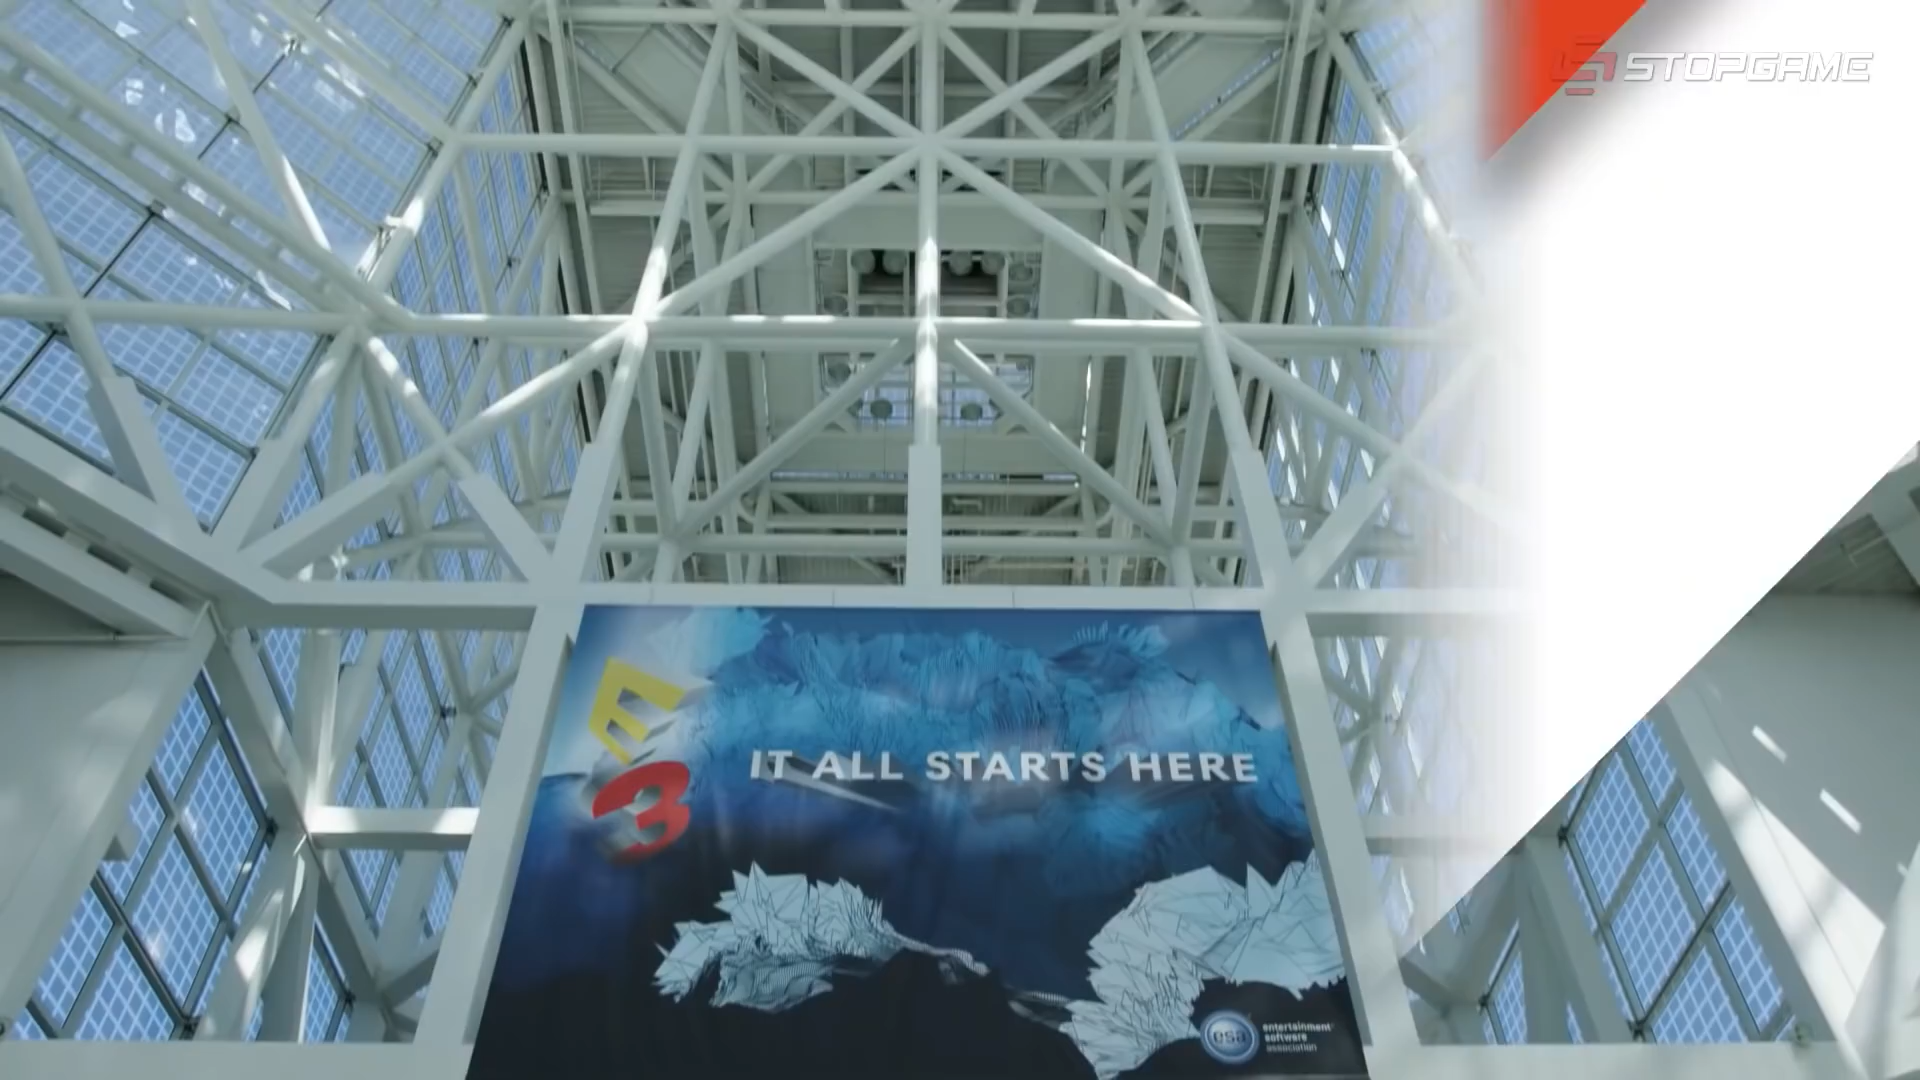 STOPGAME
E3
IT ALL STARTS HERE
esa
entertainment
software
association